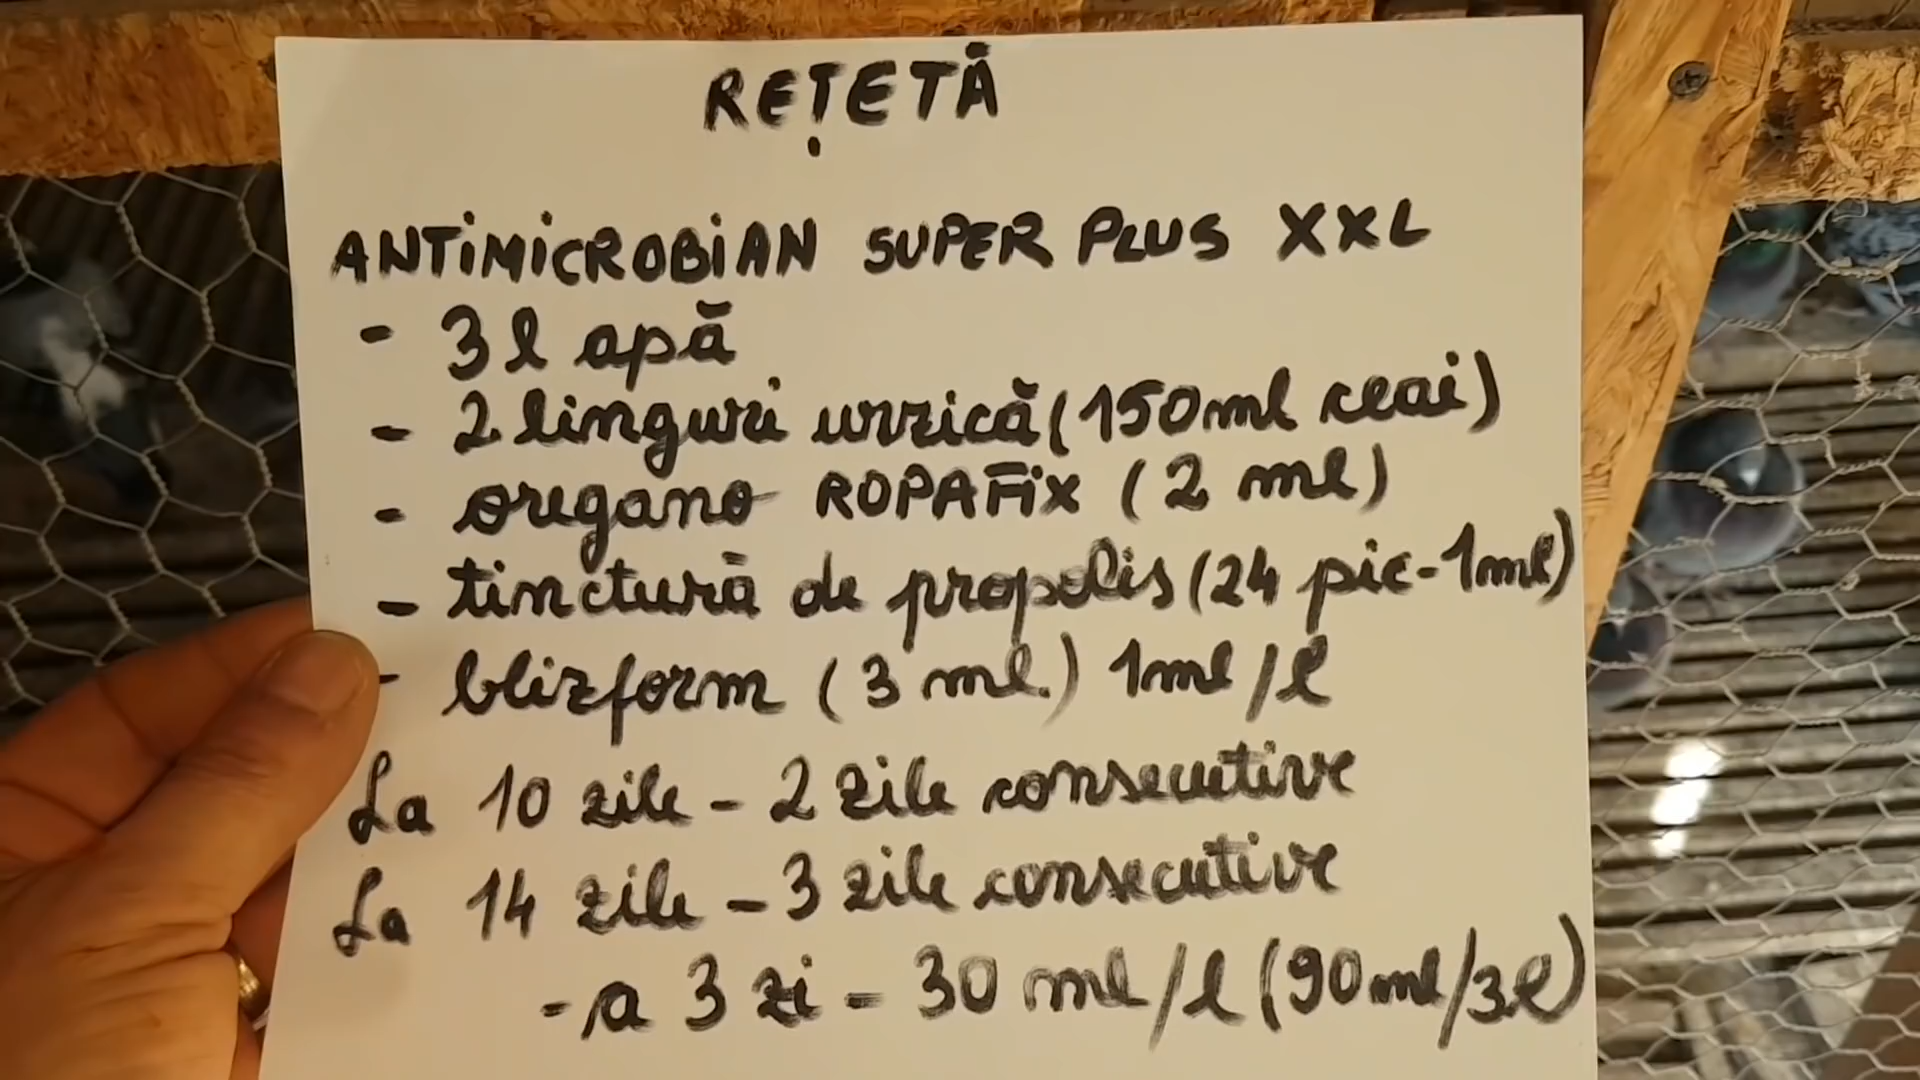 REȚETĂ
ANTiMiCROBiAN SUPER PLUS XXL
- 3 l apă
- 2 linguri urzică (150ml ceai)
- oregano ROPAFiX (2 ml)
- tinctură de propolis (24 pic-1ml)
- blizform (3 ml.) 1ml/l
La 10 zile - 2 zile consecutive
La 14 zile - 3 zile consecutive
- a 3 zi - 30 ml/l (90ml/3l)